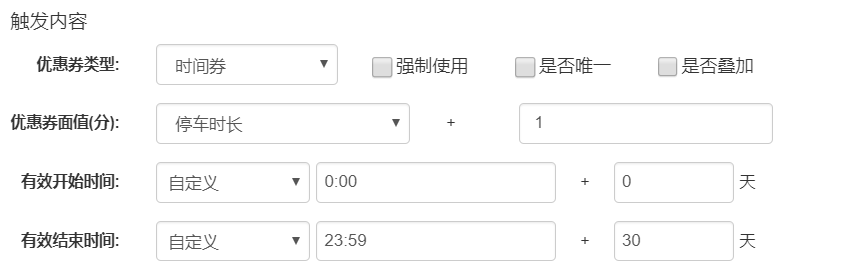 触发内容
优惠券类型: 时间券 ▼ 强制使用 是否唯一 是否叠加
优惠券面值(分): 停车时长 ▼ + 1
有效开始时间: 自定义 ▼ 0:00 + 0 天
有效结束时间: 自定义 ▼ 23:59 + 30 天